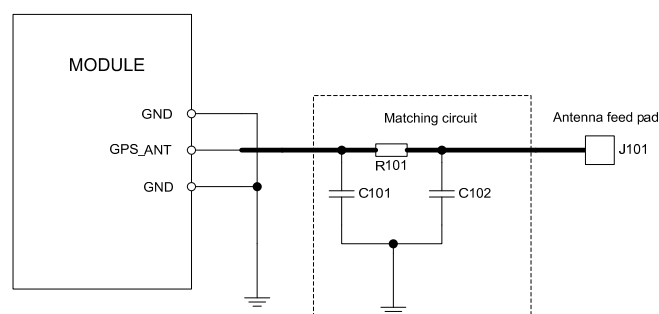 MODULE
GND
GPS_ANT
GND
Matching circuit
Antenna feed pad
R101
J101
C101
C102